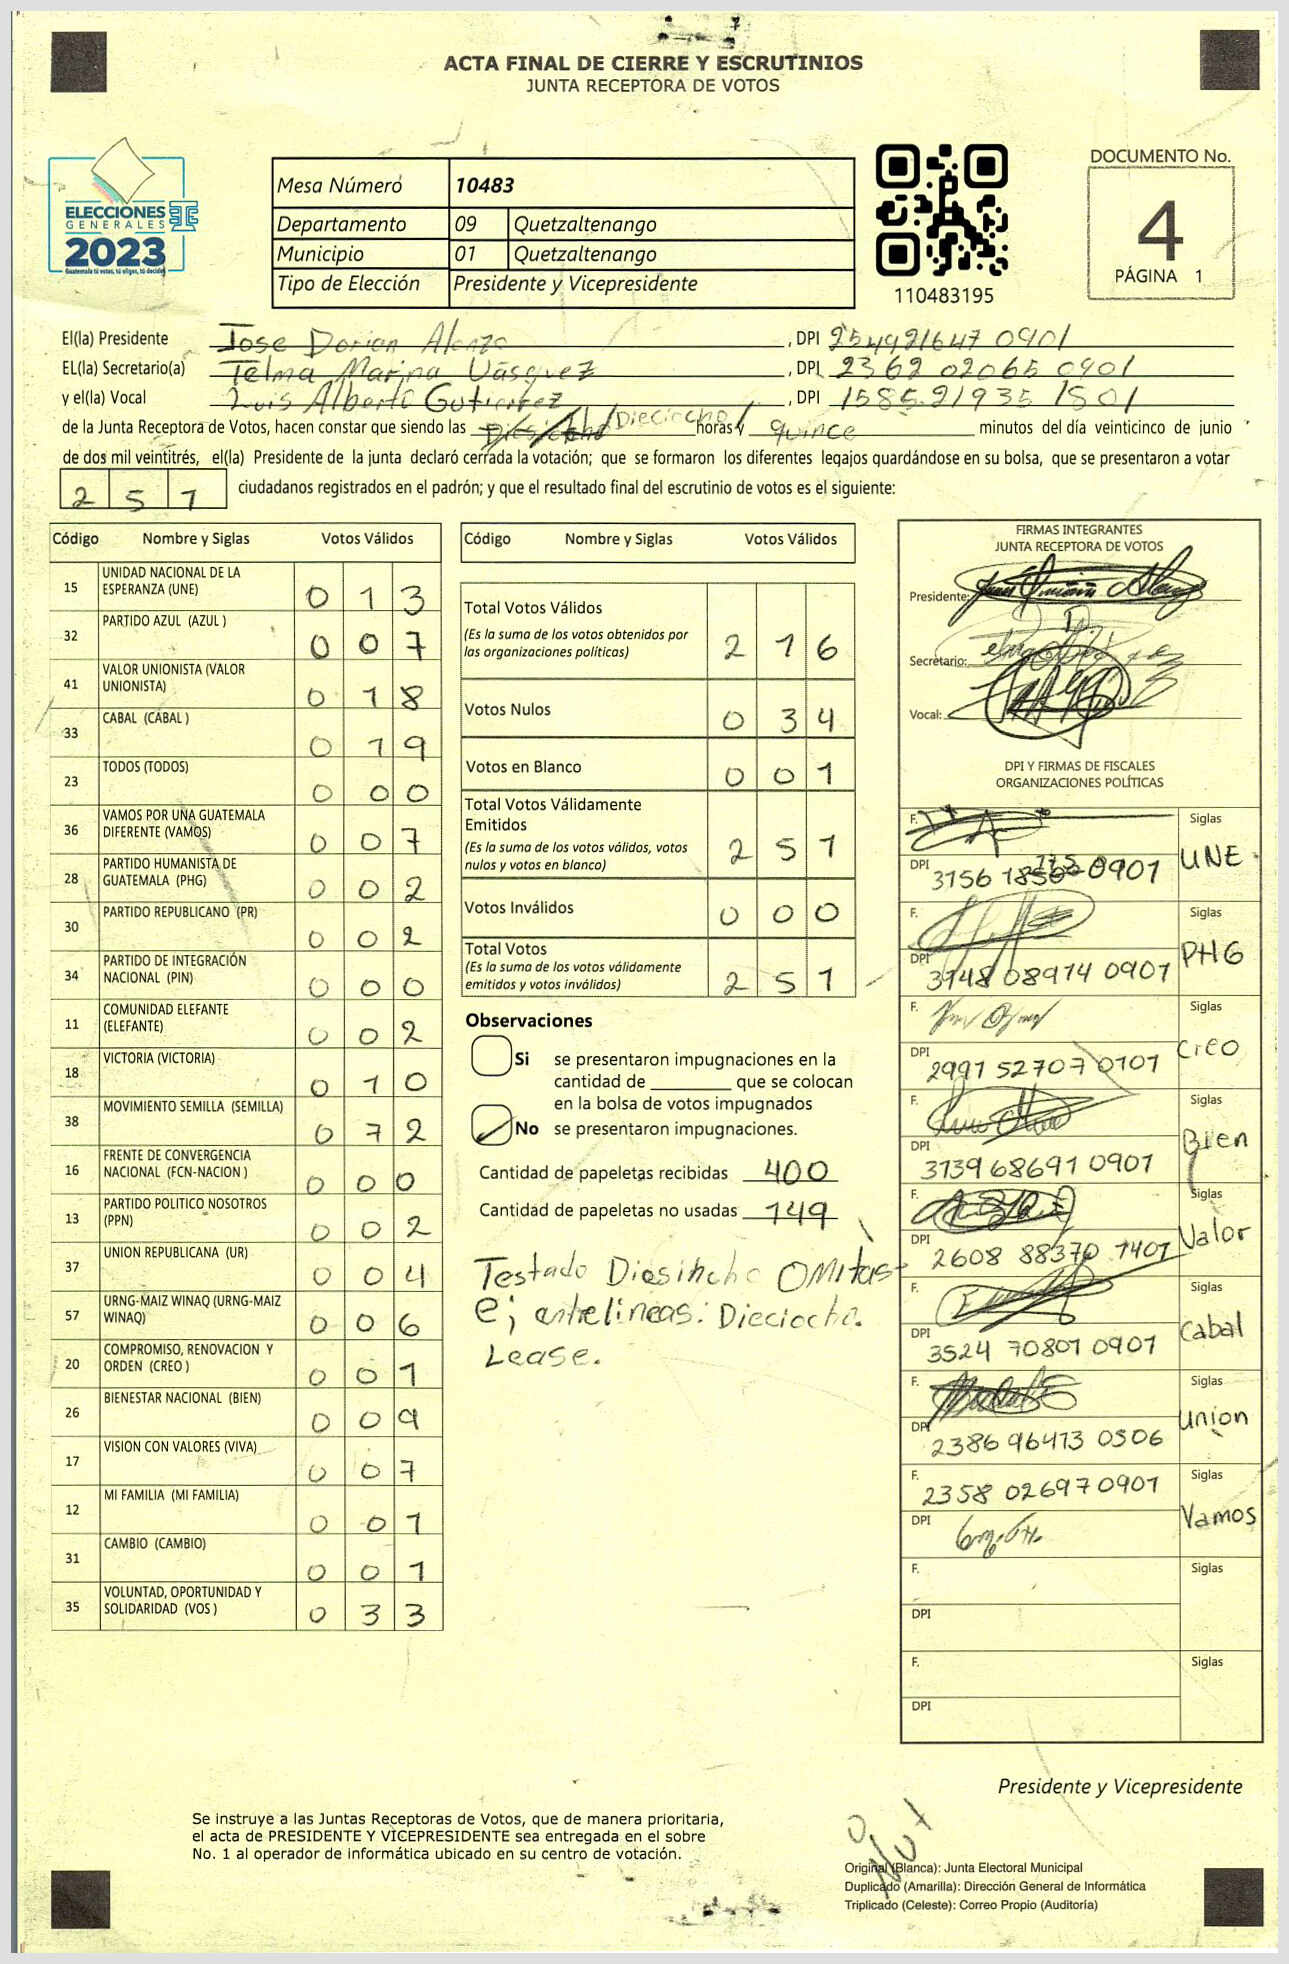 ACTA FINAL DE CIERRE Y ESCRUTINIOS
JUNTA RECEPTORA DE VOTOS
ELECCIONES
GENERALES
2023
Guatemala tú votas, tú eliges, tú decides
Mesa Número 10483
Departamento 09 Quetzaltenango
Municipio 01 Quetzaltenango
Tipo de Elección Presidente y Vicepresidente
110483195
DOCUMENTO No.
4
PÁGINA 1
El(la) Presidente Jose Dorian Alonzo, DPI 254921647 0901
EL(la) Secretario(a) Telma Marina Vásquez, DPI 2362 02065 0901
y el(la) Vocal Luis Alberto Gutierrez, DPI 1585 21935 1801
de la Junta Receptora de Votos, hacen constar que siendo las /Dieciocho/ horas y quince minutos del día veinticinco de junio
de dos mil veintitrés, el(la) Presidente de la junta declaró cerrada la votación; que se formaron los diferentes legajos quardándose en su bolsa, que se presentaron a votar
2 5 1 ciudadanos registrados en el padrón; y que el resultado final del escrutinio de votos es el siguiente:
Código Nombre y Siglas Votos Válidos
15 UNIDAD NACIONAL DE LA ESPERANZA (UNE) 0 1 3
32 PARTIDO AZUL (AZUL ) 0 0 7
41 VALOR UNIONISTA (VALOR UNIONISTA) 0 1 8
33 CABAL (CABAL ) 0 1 9
23 TODOS (TODOS) 0 0 0
36 VAMOS POR UNA GUATEMALA DIFERENTE (VAMOS) 0 0 7
28 PARTIDO HUMANISTA DE GUATEMALA (PHG) 0 0 2
30 PARTIDO REPUBLICANO (PR) 0 0 2
34 PARTIDO DE INTEGRACIÓN NACIONAL (PIN) 0 0 0
11 COMUNIDAD ELEFANTE (ELEFANTE) 0 0 2
18 VICTORIA (VICTORIA) 0 1 0
38 MOVIMIENTO SEMILLA (SEMILLA) 0 7 2
16 FRENTE DE CONVERGENCIA NACIONAL (FCN-NACION ) 0 0 0
13 PARTIDO POLITICO NOSOTROS (PPN) 0 0 2
37 UNION REPUBLICANA (UR) 0 0 4
57 URNG-MAIZ WINAQ (URNG-MAIZ WINAQ) 0 0 6
20 COMPROMISO, RENOVACION Y ORDEN (CREO ) 0 0 1
26 BIENESTAR NACIONAL (BIEN) 0 0 9
17 VISION CON VALORES (VIVA) 0 0 7
12 MI FAMILIA (MI FAMILIA) 0 0 1
31 CAMBIO (CAMBIO) 0 0 1
35 VOLUNTAD, OPORTUNIDAD Y SOLIDARIDAD (VOS ) 0 3 3
Código Nombre y Siglas Votos Válidos
Total Votos Válidos
(Es la suma de los votos obtenidos por
las organizaciones políticas) 2 1 6
Votos Nulos 0 3 4
Votos en Blanco 0 0 1
Total Votos Válidamente
Emitidos
(Es la suma de los votos válidos, votos
nulos y votos en blanco) 2 5 1
Votos Inválidos 0 0 0
Total Votos
(Es la suma de los votos válidamente
emitidos y votos inválidos) 2 5 1
Observaciones
Si se presentaron impugnaciones en la
cantidad de ________ que se colocan
en la bolsa de votos impugnados
No se presentaron impugnaciones.
Cantidad de papeletas recibidas 400
Cantidad de papeletas no usadas 149
Testado Diesihcho OMitas-
e; entrelineas: Dieciocho.
Lease.
FIRMAS INTEGRANTES
JUNTA RECEPTORA DE VOTOS
Presidente:
Secretario:
Vocal:
DPI Y FIRMAS DE FISCALES
ORGANIZACIONES POLÍTICAS
F. Siglas
DPI 3156 0901 UNE
F. Siglas
DPI 3148 08974 0901 PHG
F. Siglas
DPI 2991 52707 0101 Creo
F. Siglas
DPI 3139 68691 0901 Bien
F. Siglas
DPI 2608 88370 1401 Valor
F. Siglas
DPI 3524 70801 0901 Cabal
F. Siglas
DPI 2386 96413 0506 Union
F. 2358 02697 0901 Siglas
DPI Vamos
F. Siglas
DPI
F. Siglas
DPI
Presidente y Vicepresidente
Se instruye a las Juntas Receptoras de Votos, que de manera prioritaria,
el acta de PRESIDENTE Y VICEPRESIDENTE sea entregada en el sobre
No. 1 al operador de informática ubicado en su centro de votación.
Original (Blanca): Junta Electoral Municipal
Duplicado (Amarilla): Dirección General de Informática
Triplicado (Celeste): Correo Propio (Auditoría)